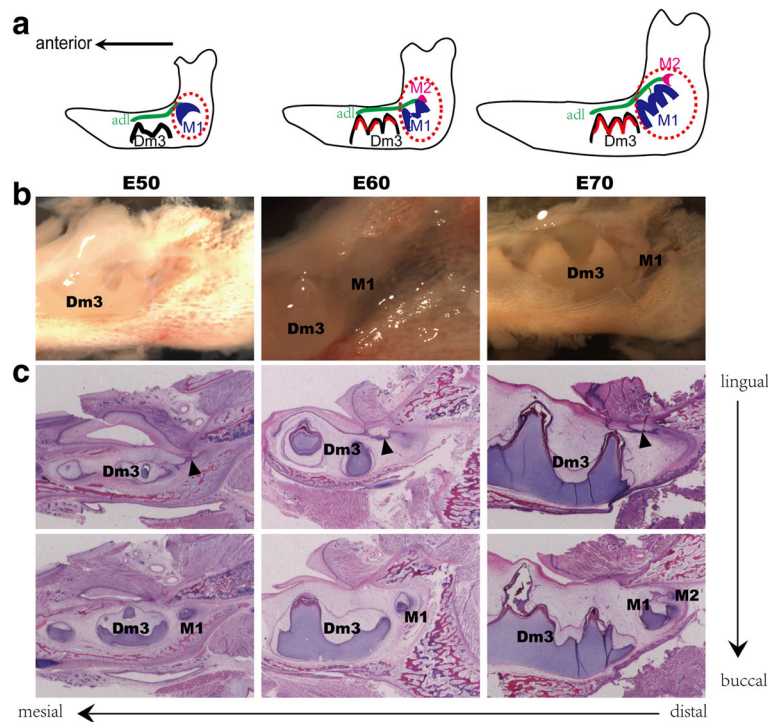 a
anterior
adl
M1
Dm3
M2
adl
M1
Dm3
M2
adl
M1
Dm3
E50 E60 E70
b
Dm3
M1
Dm3
Dm3
M1
c
lingual
Dm3
Dm3
Dm3
Dm3
M1
Dm3
M1
Dm3
M1
M2
buccal
mesial distal